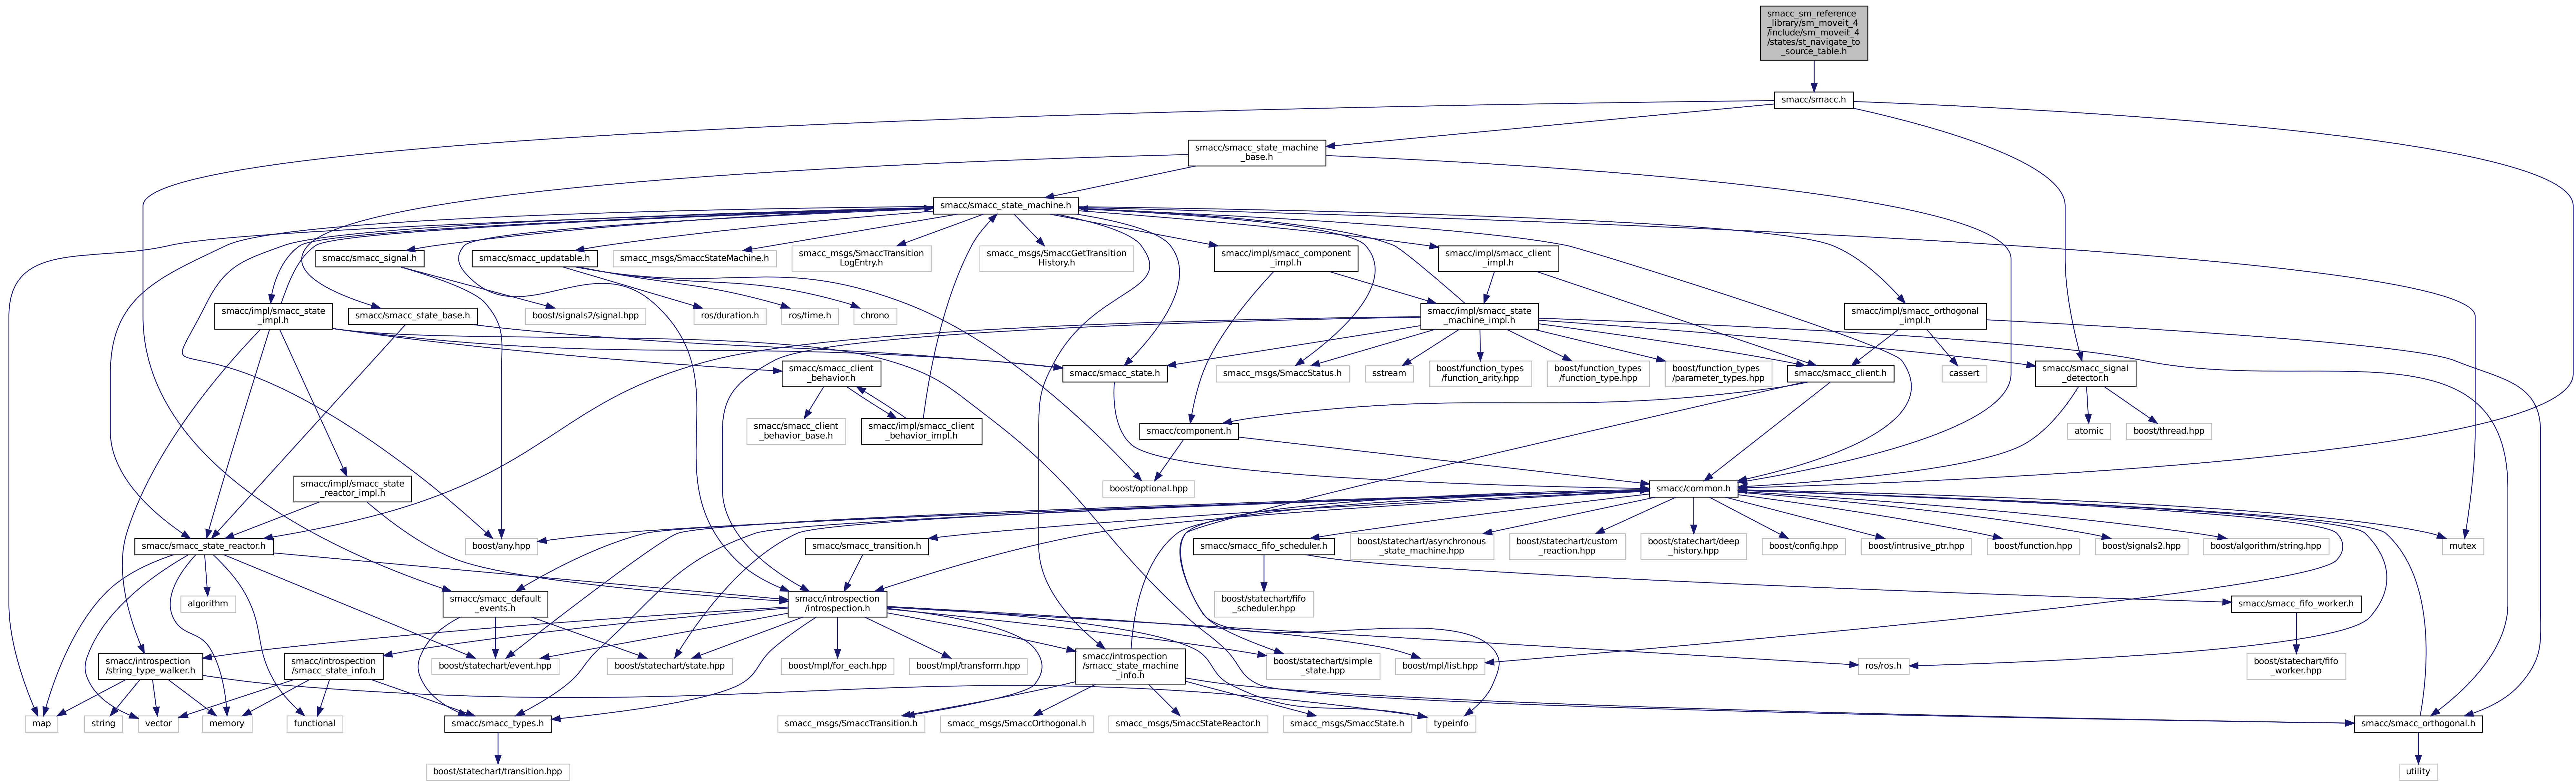 smacc_sm_reference
_library/sm_moveit_4
/include/sm_moveit_4
/states/st_navigate_to
_source_table.h
smacc/smacc.h
smacc/smacc_state_machine
_base.h
smacc/smacc_state_machine.h
smacc/smacc_signal.h
smacc/smacc_updatable.h
smacc_msgs/SmaccStateMachine.h
smacc_msgs/SmaccTransition
LogEntry.h
smacc_msgs/SmaccGetTransition
History.h
smacc/impl/smacc_component
_impl.h
smacc/impl/smacc_client
_impl.h
smacc/impl/smacc_state
_impl.h
smacc/smacc_state_base.h
boost/signals2/signal.hpp
ros/duration.h
ros/time.h
chrono
smacc/impl/smacc_state
_machine_impl.h
smacc/impl/smacc_orthogonal
_impl.h
smacc/smacc_client
_behavior.h
smacc/smacc_state.h
smacc_msgs/SmaccStatus.h
sstream
boost/function_types
/function_arity.hpp
boost/function_types
/function_type.hpp
boost/function_types
/parameter_types.hpp
smacc/smacc_client.h
cassert
smacc/smacc_signal
_detector.h
smacc/smacc_client
_behavior_base.h
smacc/impl/smacc_client
_behavior_impl.h
smacc/component.h
atomic
boost/thread.hpp
smacc/impl/smacc_state
_reactor_impl.h
boost/optional.hpp
smacc/common.h
smacc/smacc_state_reactor.h
boost/any.hpp
smacc/smacc_transition.h
smacc/smacc_fifo_scheduler.h
boost/statechart/asynchronous
_state_machine.hpp
boost/statechart/custom
_reaction.hpp
boost/statechart/deep
_history.hpp
boost/config.hpp
boost/intrusive_ptr.hpp
boost/function.hpp
boost/signals2.hpp
boost/algorithm/string.hpp
mutex
algorithm
smacc/smacc_default
_events.h
smacc/introspection
/introspection.h
boost/statechart/fifo
_scheduler.hpp
smacc/smacc_fifo_worker.h
smacc/introspection
/string_type_walker.h
smacc/introspection
/smacc_state_info.h
boost/statechart/event.hpp
boost/statechart/state.hpp
boost/mpl/for_each.hpp
boost/mpl/transform.hpp
smacc/introspection
/smacc_state_machine
_info.h
boost/statechart/simple
_state.hpp
boost/mpl/list.hpp
ros/ros.h
boost/statechart/fifo
_worker.hpp
map
string
vector
memory
functional
smacc/smacc_types.h
smacc_msgs/SmaccTransition.h
smacc_msgs/SmaccOrthogonal.h
smacc_msgs/SmaccStateReactor.h
smacc_msgs/SmaccState.h
typeinfo
smacc/smacc_orthogonal.h
boost/statechart/transition.hpp
utility